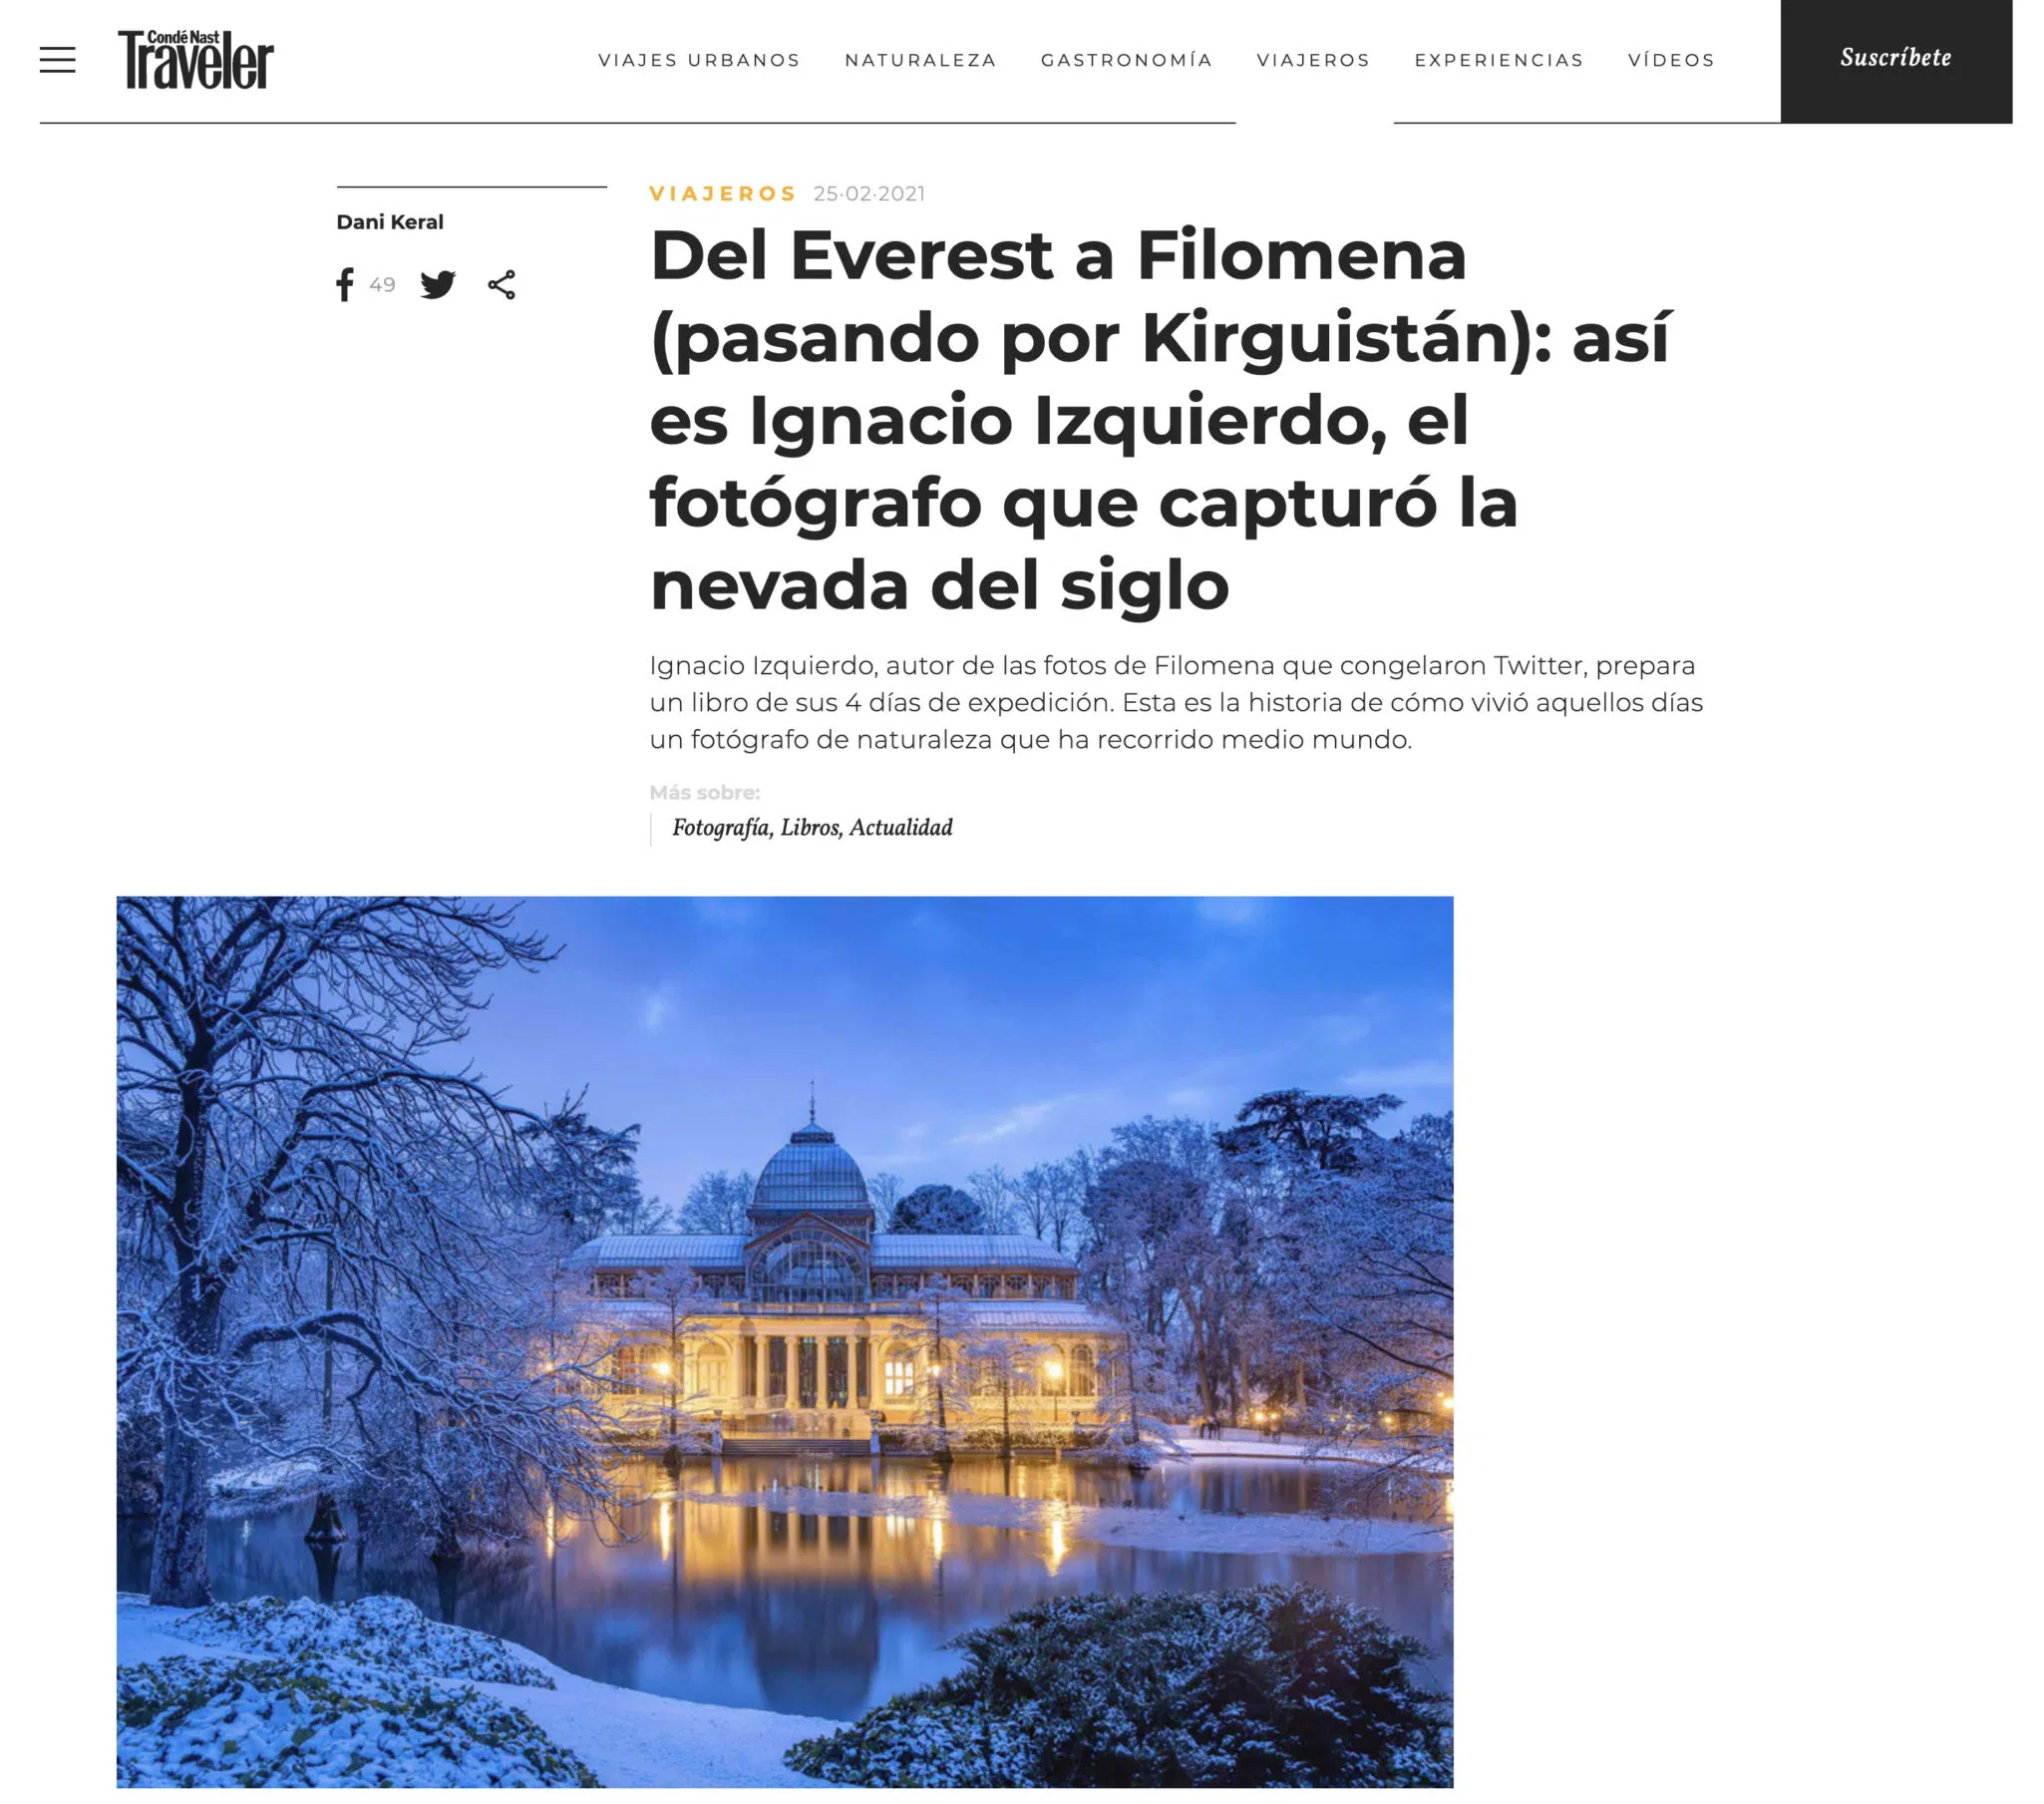 Condé Nast
Traveler
VIAJES URBANOS
NATURALEZA
GASTRONOMÍA
VIAJEROS
EXPERIENCIAS
VÍDEOS
Suscríbete
Dani Keral
49
VIAJEROS 25·02·2021
Del Everest a Filomena
(pasando por Kirguistán): así
es Ignacio Izquierdo, el
fotógrafo que capturó la
nevada del siglo
Ignacio Izquierdo, autor de las fotos de Filomena que congelaron Twitter, prepara
un libro de sus 4 días de expedición. Esta es la historia de cómo vivió aquellos días
un fotógrafo de naturaleza que ha recorrido medio mundo.
Más sobre:
Fotografía, Libros, Actualidad